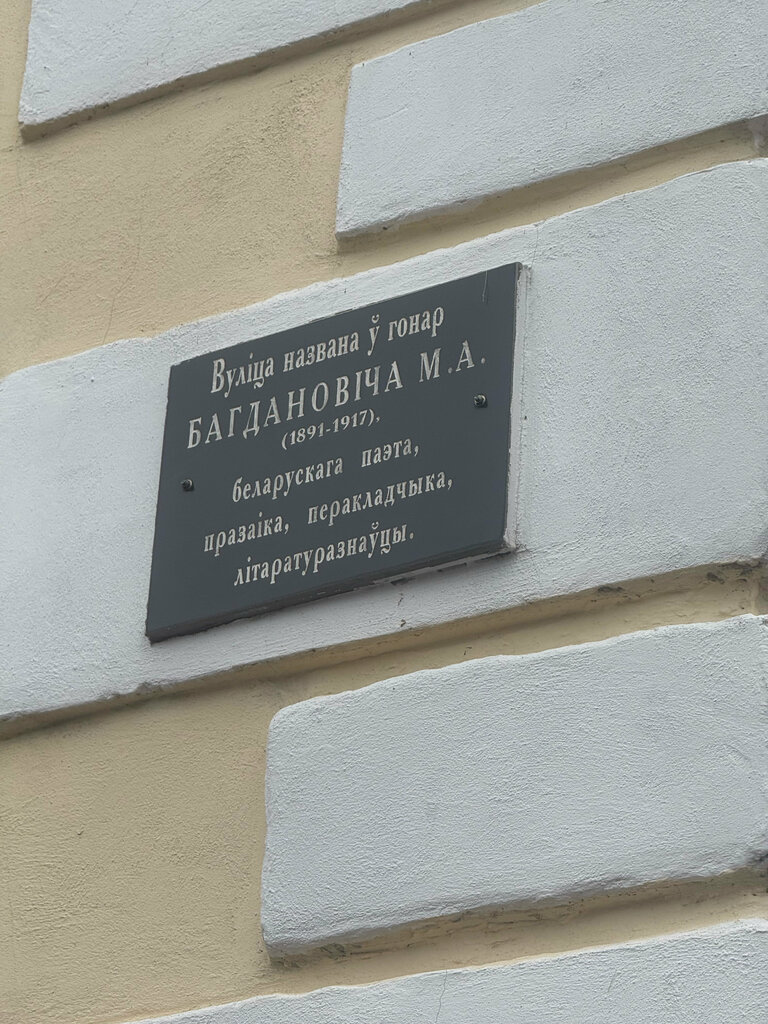 Вуліца названа ў гонар
БАГДАНОВІЧА М.А.
(1891-1917),
беларускага паэта,
празаіка, перакладчыка,
літаратуразнаўцы.